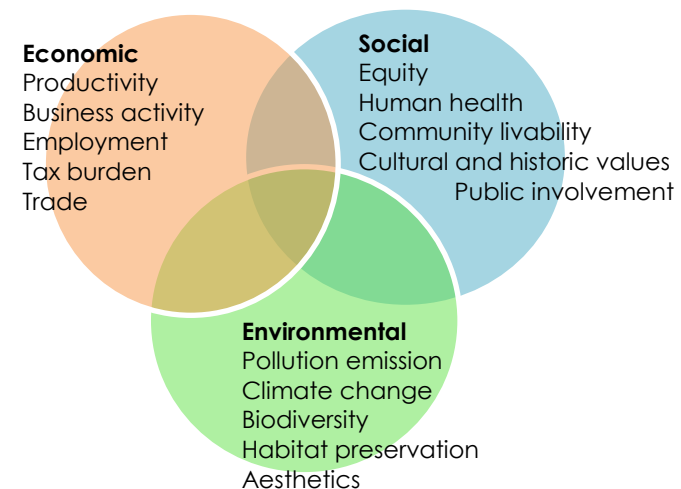 Economic
Productivity
Business activity
Employment
Tax burden
Trade
Social
Equity
Human health
Community livability
Cultural and historic values
Public involvement
Environmental
Pollution emission
Climate change
Biodiversity
Habitat preservation
Aesthetics